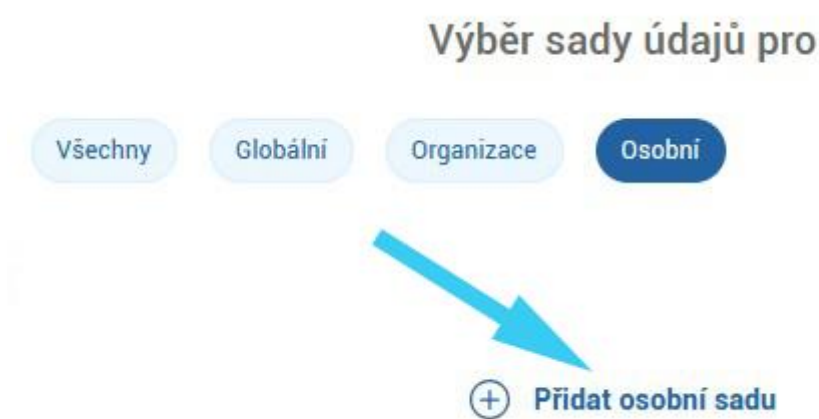 Výběr sady údajů pro
Všechny Globální Organizace Osobní
Přidat osobní sadu